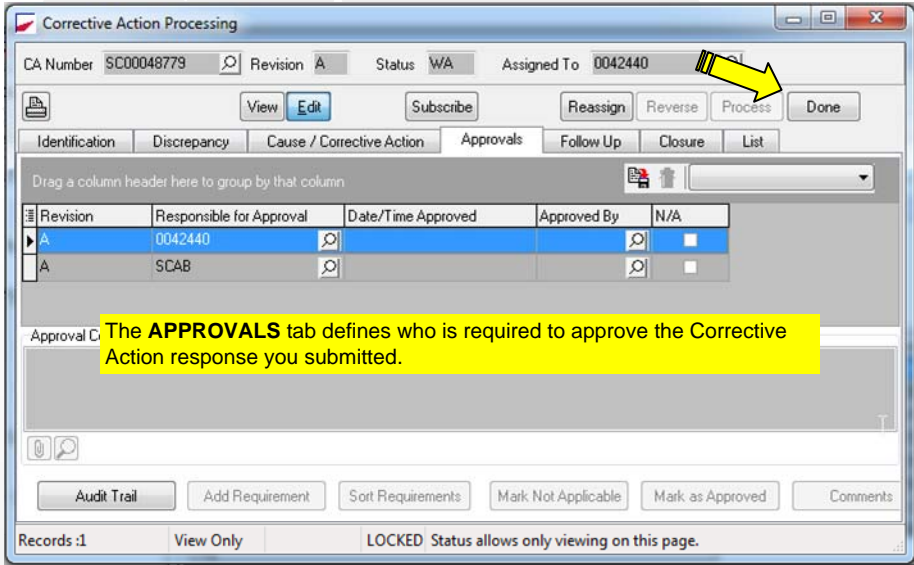 Corrective Action Processing
CA Number SC00048779 Revision A Status WA Assigned To 0042440
View Edit Subscribe Reassign Reverse Process Done
Identification Discrepancy Cause / Corrective Action Approvals Follow Up Closure List
Drag a column header here to group by that column
Revision Responsible for Approval Date/Time Approved Approved By N/A
A 0042440
A SCAB
Approval C
The APPROVALS tab defines who is required to approve the Corrective
Action response you submitted.
Audit Trail Add Requirement Sort Requirements Mark Not Applicable Mark as Approved Comments
Records :1 View Only LOCKED Status allows only viewing on this page.